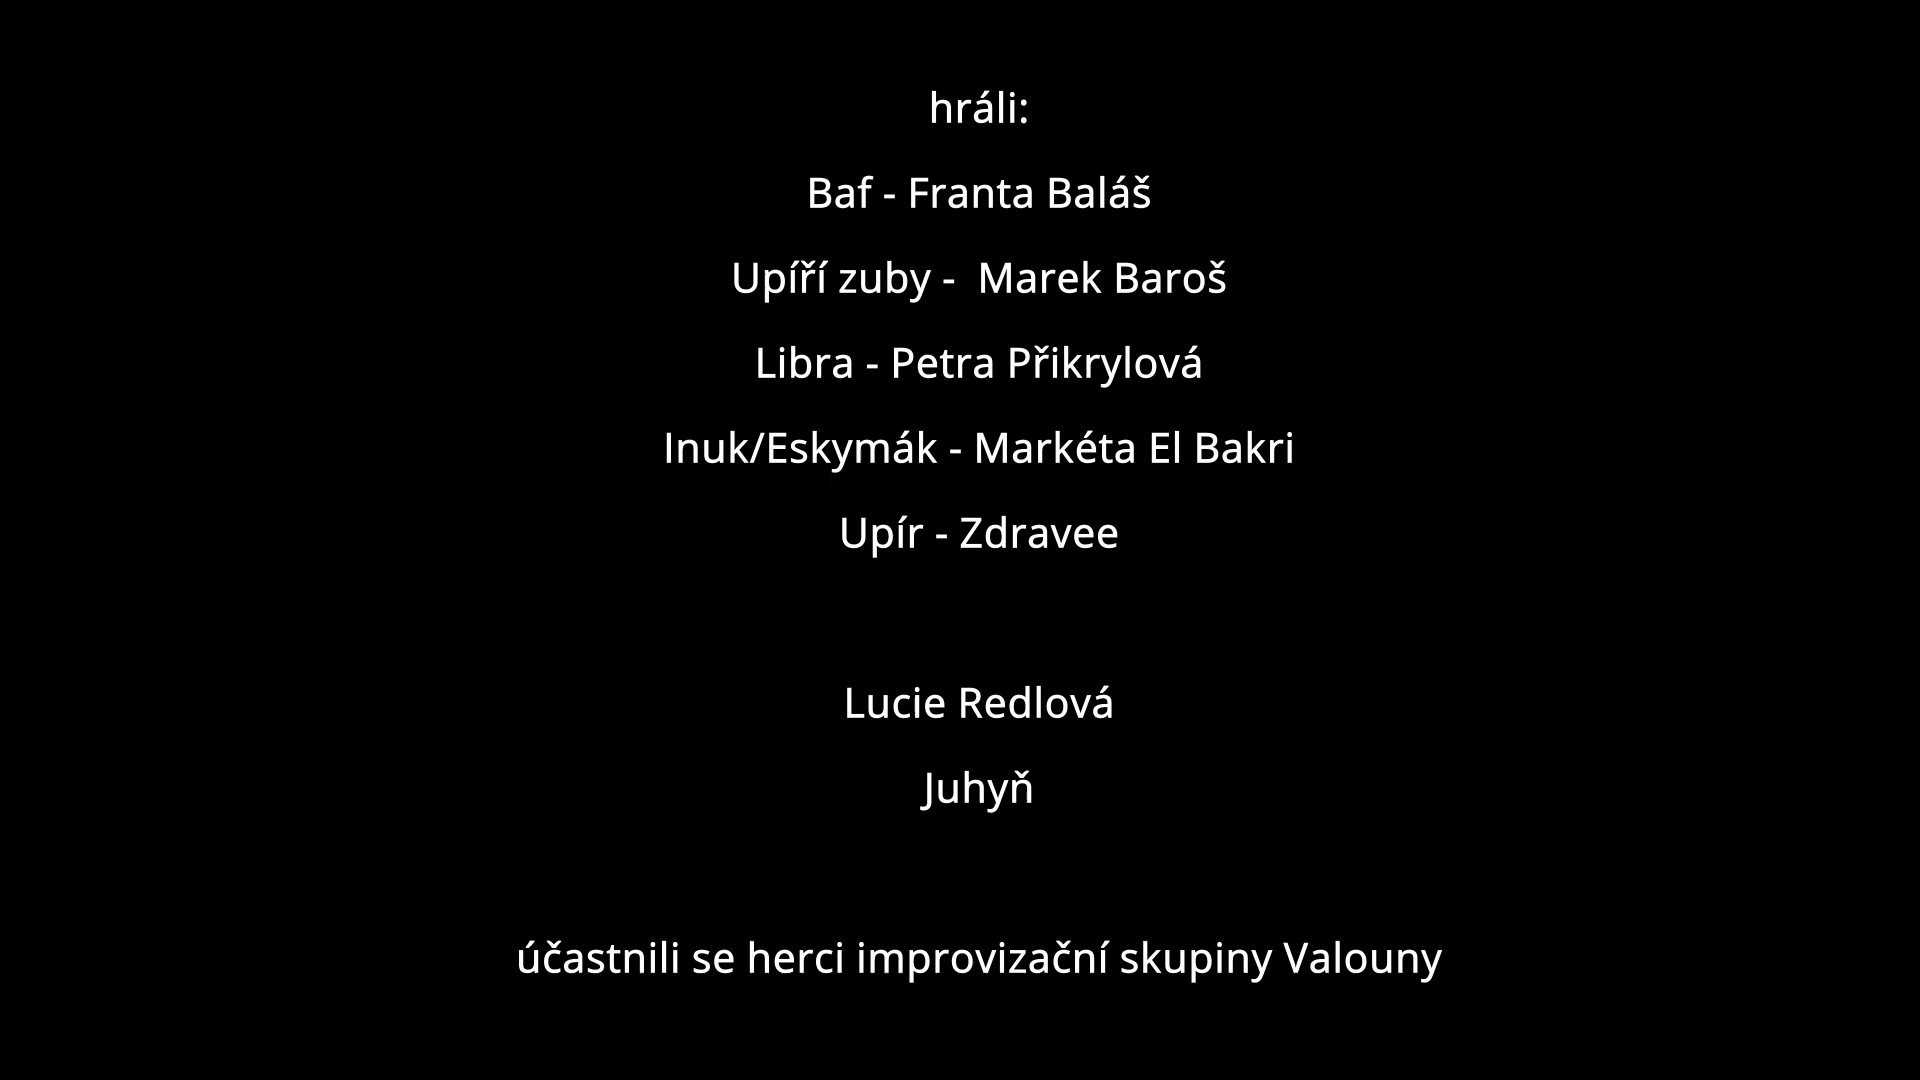 hráli:
Baf - Franta Baláš
Upíří zuby -  Marek Baroš
Libra - Petra Přikrylová
Inuk/Eskymák - Markéta El Bakri
Upír - Zdravee
Lucie Redlová
Juhyň
účastnili se herci improvizační skupiny Valouny